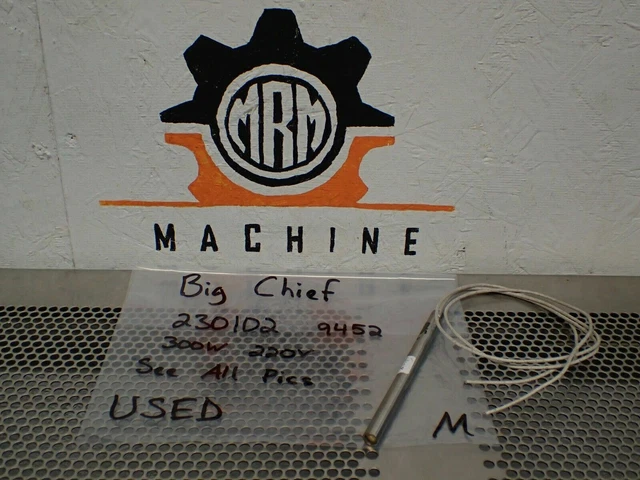 MRM
MACHINE
Big Chief
230102 9452
300W 220V
See All Pics
USED
M